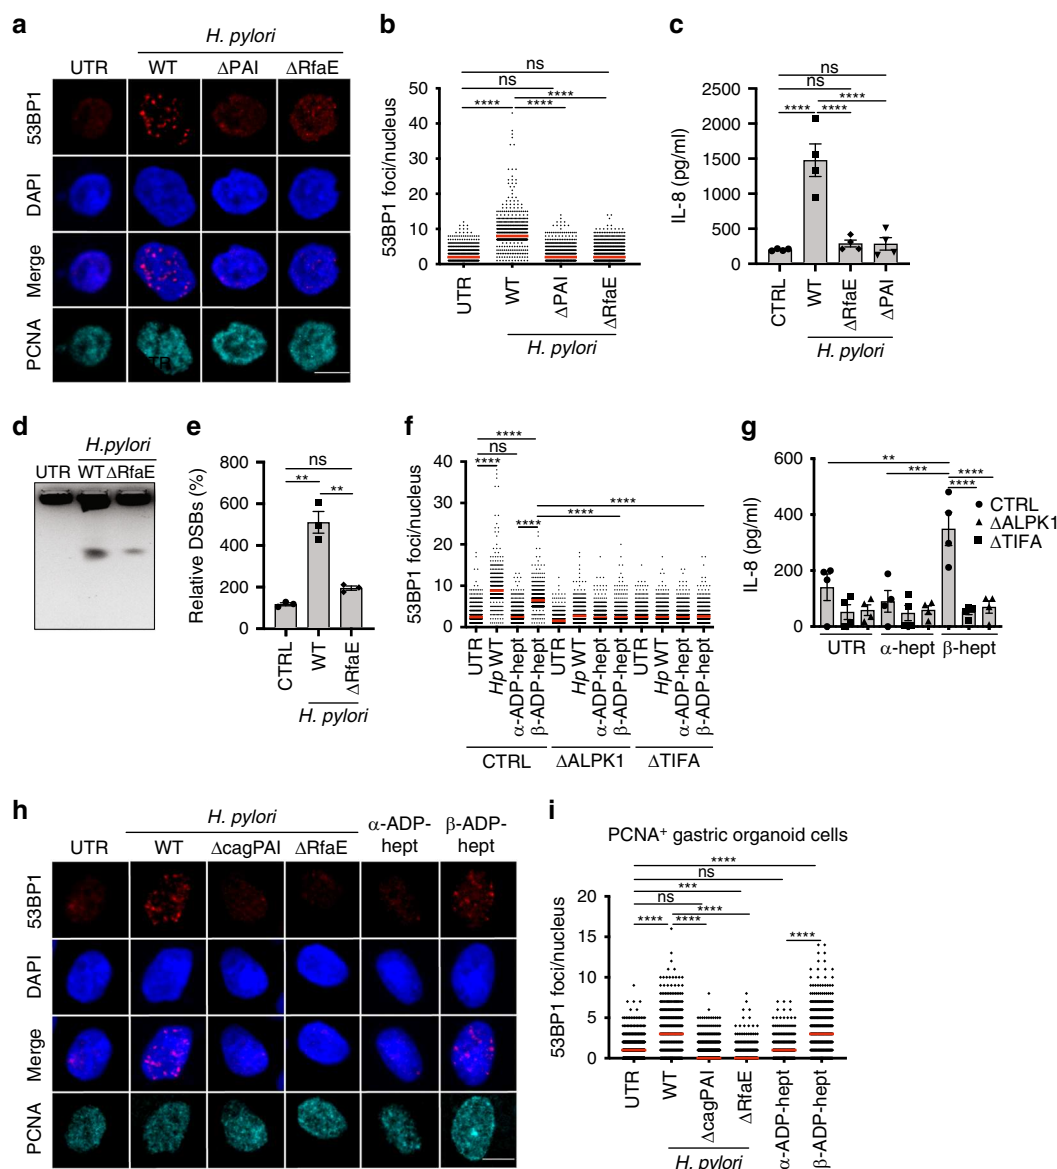 a
H. pylori
UTR WT ΔPAI ΔRfaE
53BP1
DAPI
Merge
PCNA
b
ns
ns
****
**** ****
53BP1 foci/nucleus
50
40
30
20
10
0
UTR
WT
ΔPAI
ΔRfaE
H. pylori
c
ns
ns
****
**** ****
IL-8 (pg/ml)
2500
2000
1500
1000
500
0
CTRL
WT
ΔRfaE
ΔPAI
H. pylori
d
H.pylori
UTR WT ΔRfaE
e
ns
** **
Relative DSBs (%)
800
600
400
200
0
CTRL
WT
ΔRfaE
H. pylori
f
****
ns
****
****
****
****
53BP1 foci/nucleus
40
30
20
10
0
UTR
Hp WT
α-ADP-hept
β-ADP-hept
UTR
Hp WT
α-ADP-hept
β-ADP-hept
UTR
Hp WT
α-ADP-hept
β-ADP-hept
CTRL ΔALPK1 ΔTIFA
g
**
***
****
****
CTRL
ΔALPK1
ΔTIFA
IL-8 (pg/ml)
600
400
200
0
UTR α-hept β-hept
h
H. pylori
α-ADP-
hept
β-ADP-
hept
UTR WT ΔcagPAI ΔRfaE
53BP1
DAPI
Merge
PCNA
i
PCNA⁺ gastric organoid cells
****
ns
***
ns
****
**** ****
****
53BP1 foci/nucleus
20
15
10
5
0
UTR
WT
ΔcagPAI
ΔRfaE
α-ADP-hept
β-ADP-hept
H. pylori